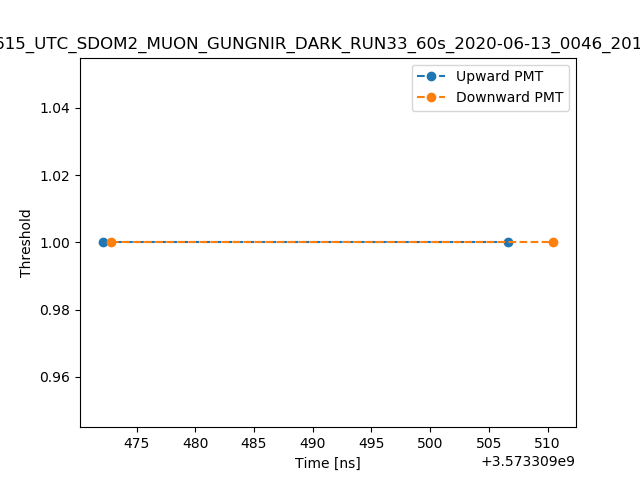 615_UTC_SDOM2_MUON_GUNGNIR_DARK_RUN33_60s_2020-06-13_0046_201
Upward PMT
Downward PMT
1.04
1.02
1.00
0.98
0.96
Threshold
475 480 485 490 495 500 505 510
Time [ns]
+3.573309e9